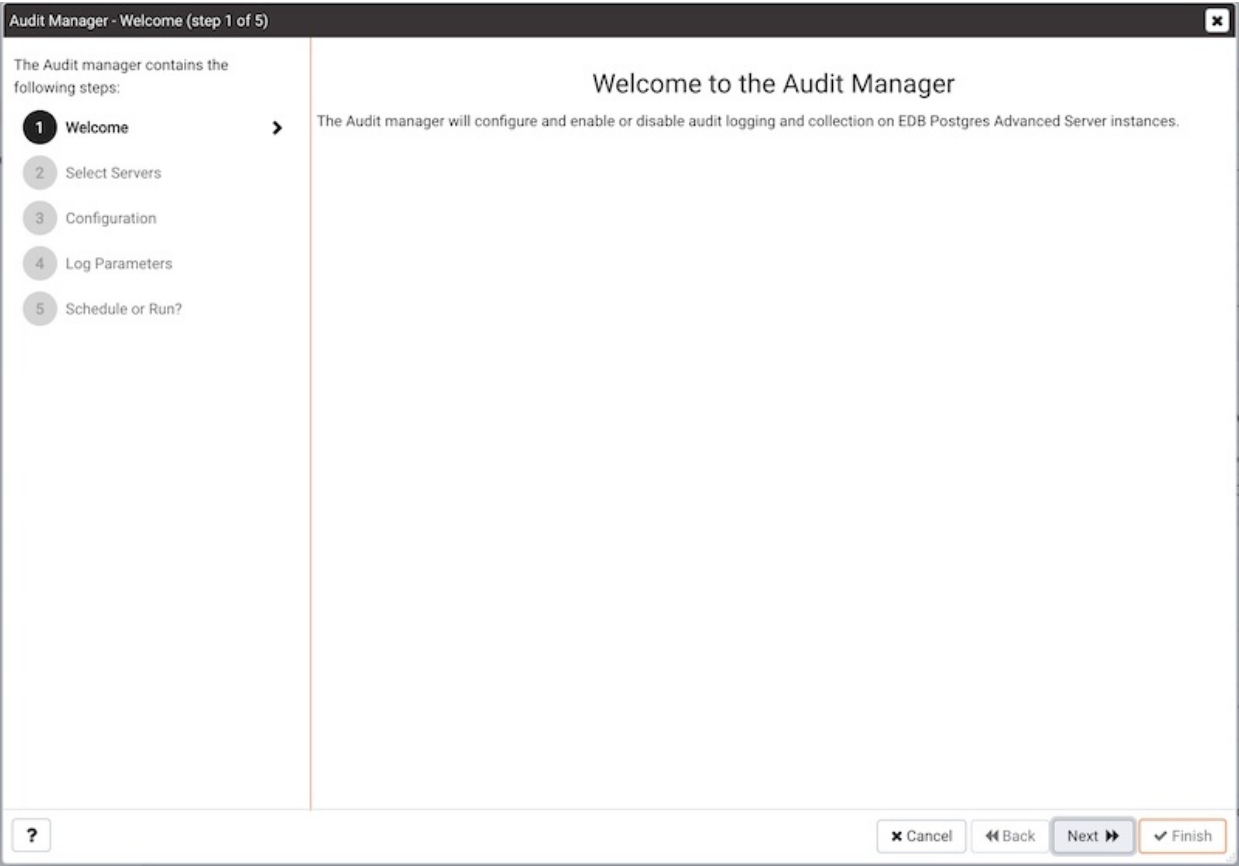 Audit Manager - Welcome (step 1 of 5)
The Audit manager contains the
following steps:
1 Welcome
2 Select Servers
3 Configuration
4 Log Parameters
5 Schedule or Run?
Welcome to the Audit Manager
The Audit manager will configure and enable or disable audit logging and collection on EDB Postgres Advanced Server instances.
? Cancel Back Next Finish